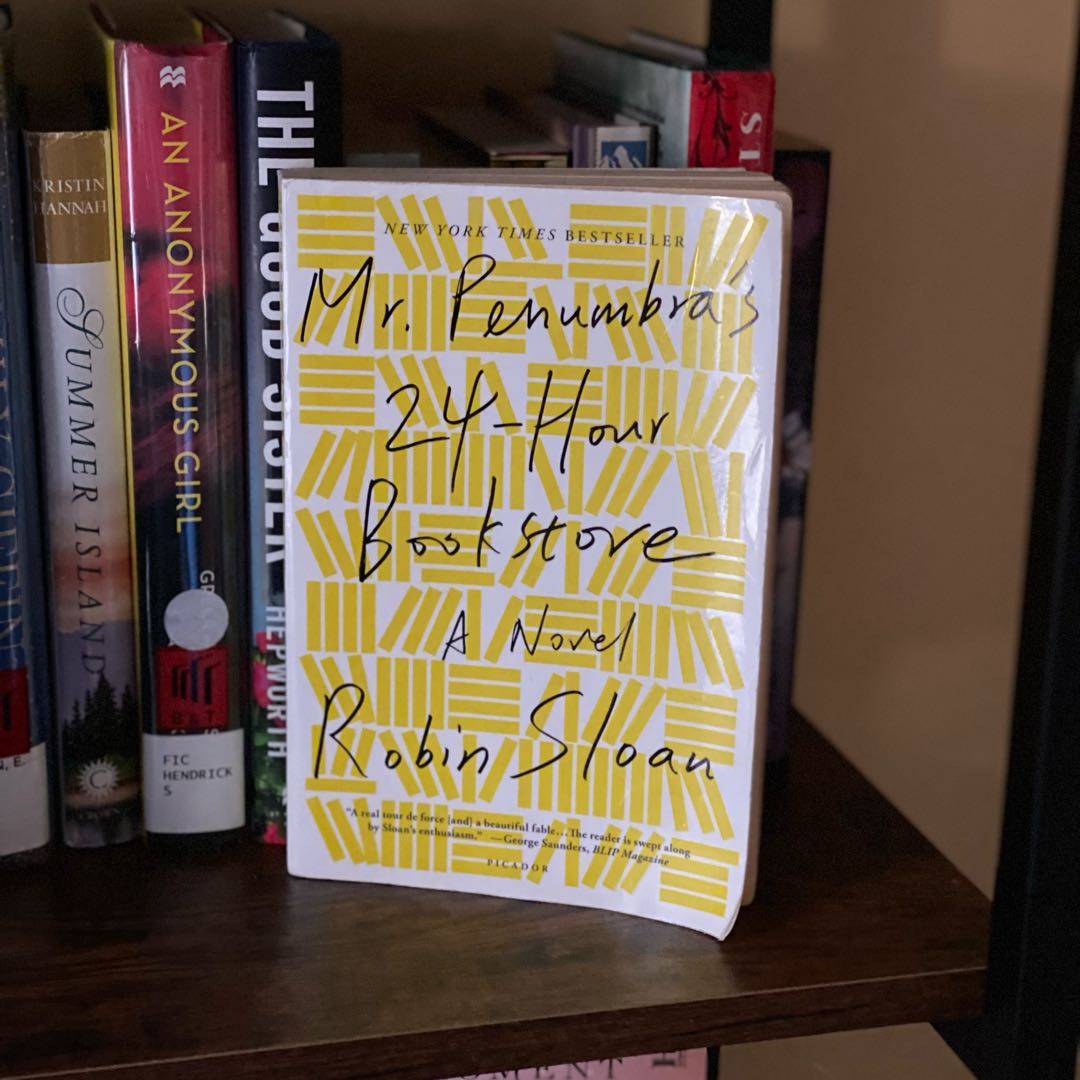 KRISTIN
HANNAH
SUMMER ISLAND
AN ANONYMOUS GIRL
FIC
HENDRICK
S
THE GOOD SISTER
HEPWORTH
NEW YORK TIMES BESTSELLER
Mr. Penumbra's
24-Hour
Bookstore
A Novel
Robin Sloan
"A real tour de force [and] a beautiful fable…The reader is swept along
by Sloan's enthusiasm." —George Saunders, BLIP Magazine
PICADOR